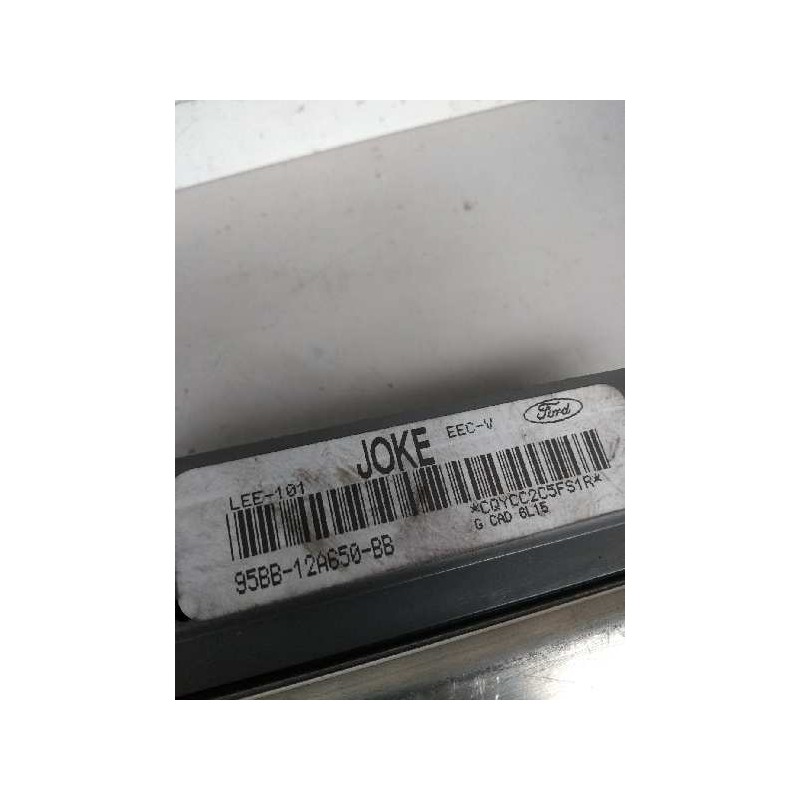 JOKE EEC-V Ford
LEE-101
*CQYCC2C5FS1R*
G CAD 6L15
95BB-12A650-BB